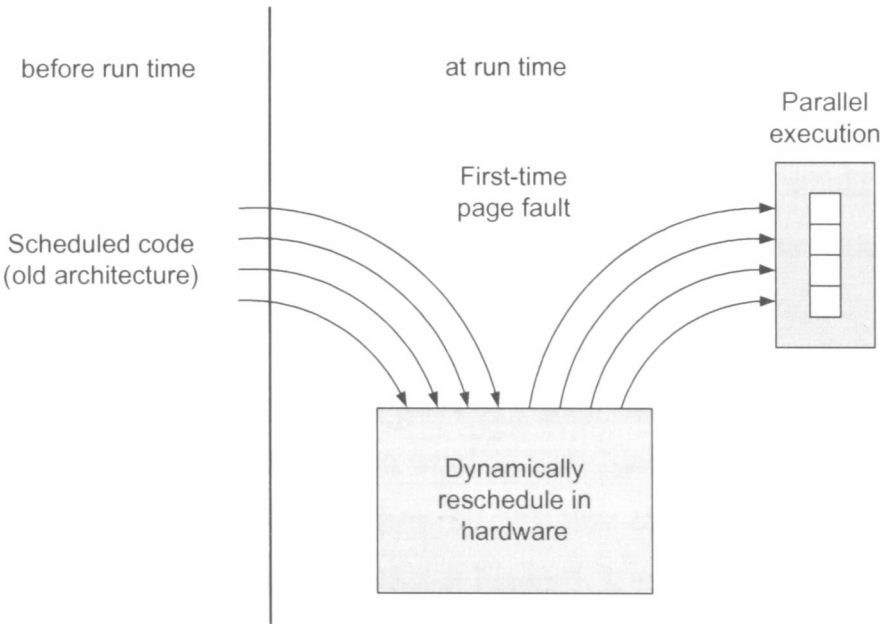 before run time
at run time
Parallel
execution
First-time
page fault
Scheduled code
(old architecture)
Dynamically
reschedule in
hardware